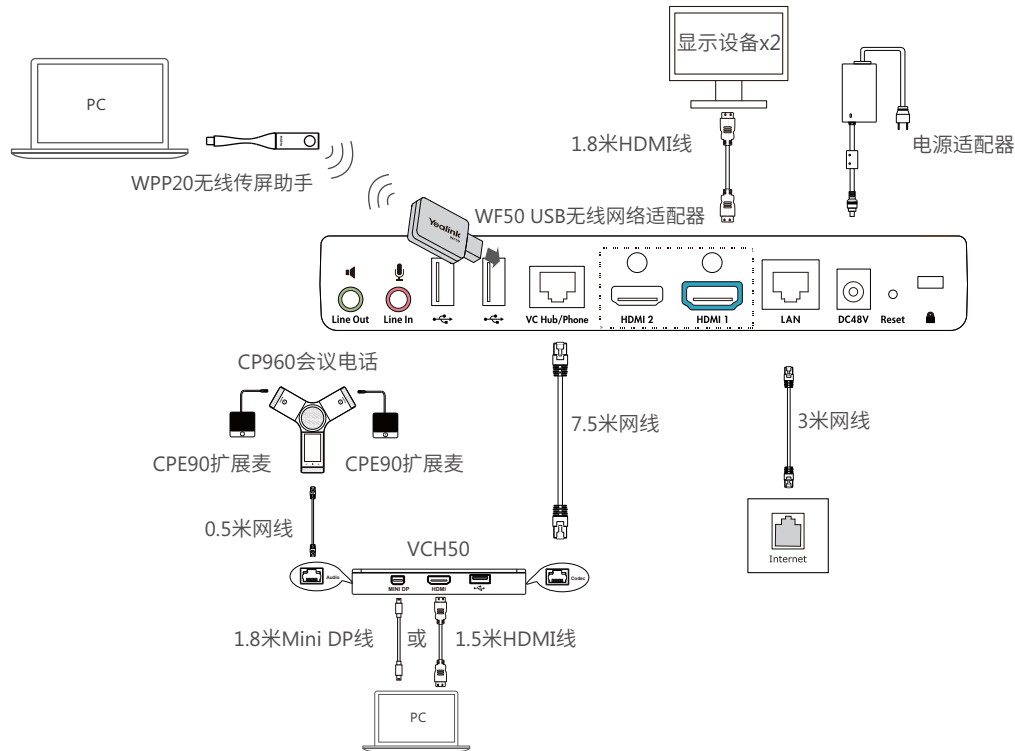 显示设备x2
PC
1.8米HDMI线
电源适配器
WPP20无线传屏助手
WF50 USB无线网络适配器
Yealink
WF50
Line Out
Line In
VC Hub/Phone
HDMI 2
HDMI 1
LAN
DC48V
Reset
CP960会议电话
7.5米网线
3米网线
CPE90扩展麦
CPE90扩展麦
0.5米网线
VCH50
Internet
Audio
MINI DP
HDMI
Codec
1.8米Mini DP线
或
1.5米HDMI线
PC